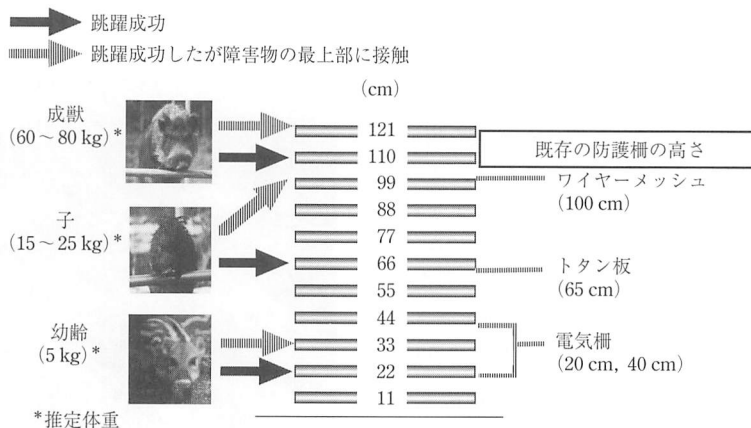 跳躍成功
跳躍成功したが障害物の最上部に接触
(cm)
成獣
(60~80 kg)*
子
(15~25 kg)*
幼齢
(5 kg)*
*推定体重
121
110
99
88
77
66
55
44
33
22
11
既存の防護柵の高さ
ワイヤーメッシュ
(100 cm)
トタン板
(65 cm)
電気柵
(20 cm, 40 cm)